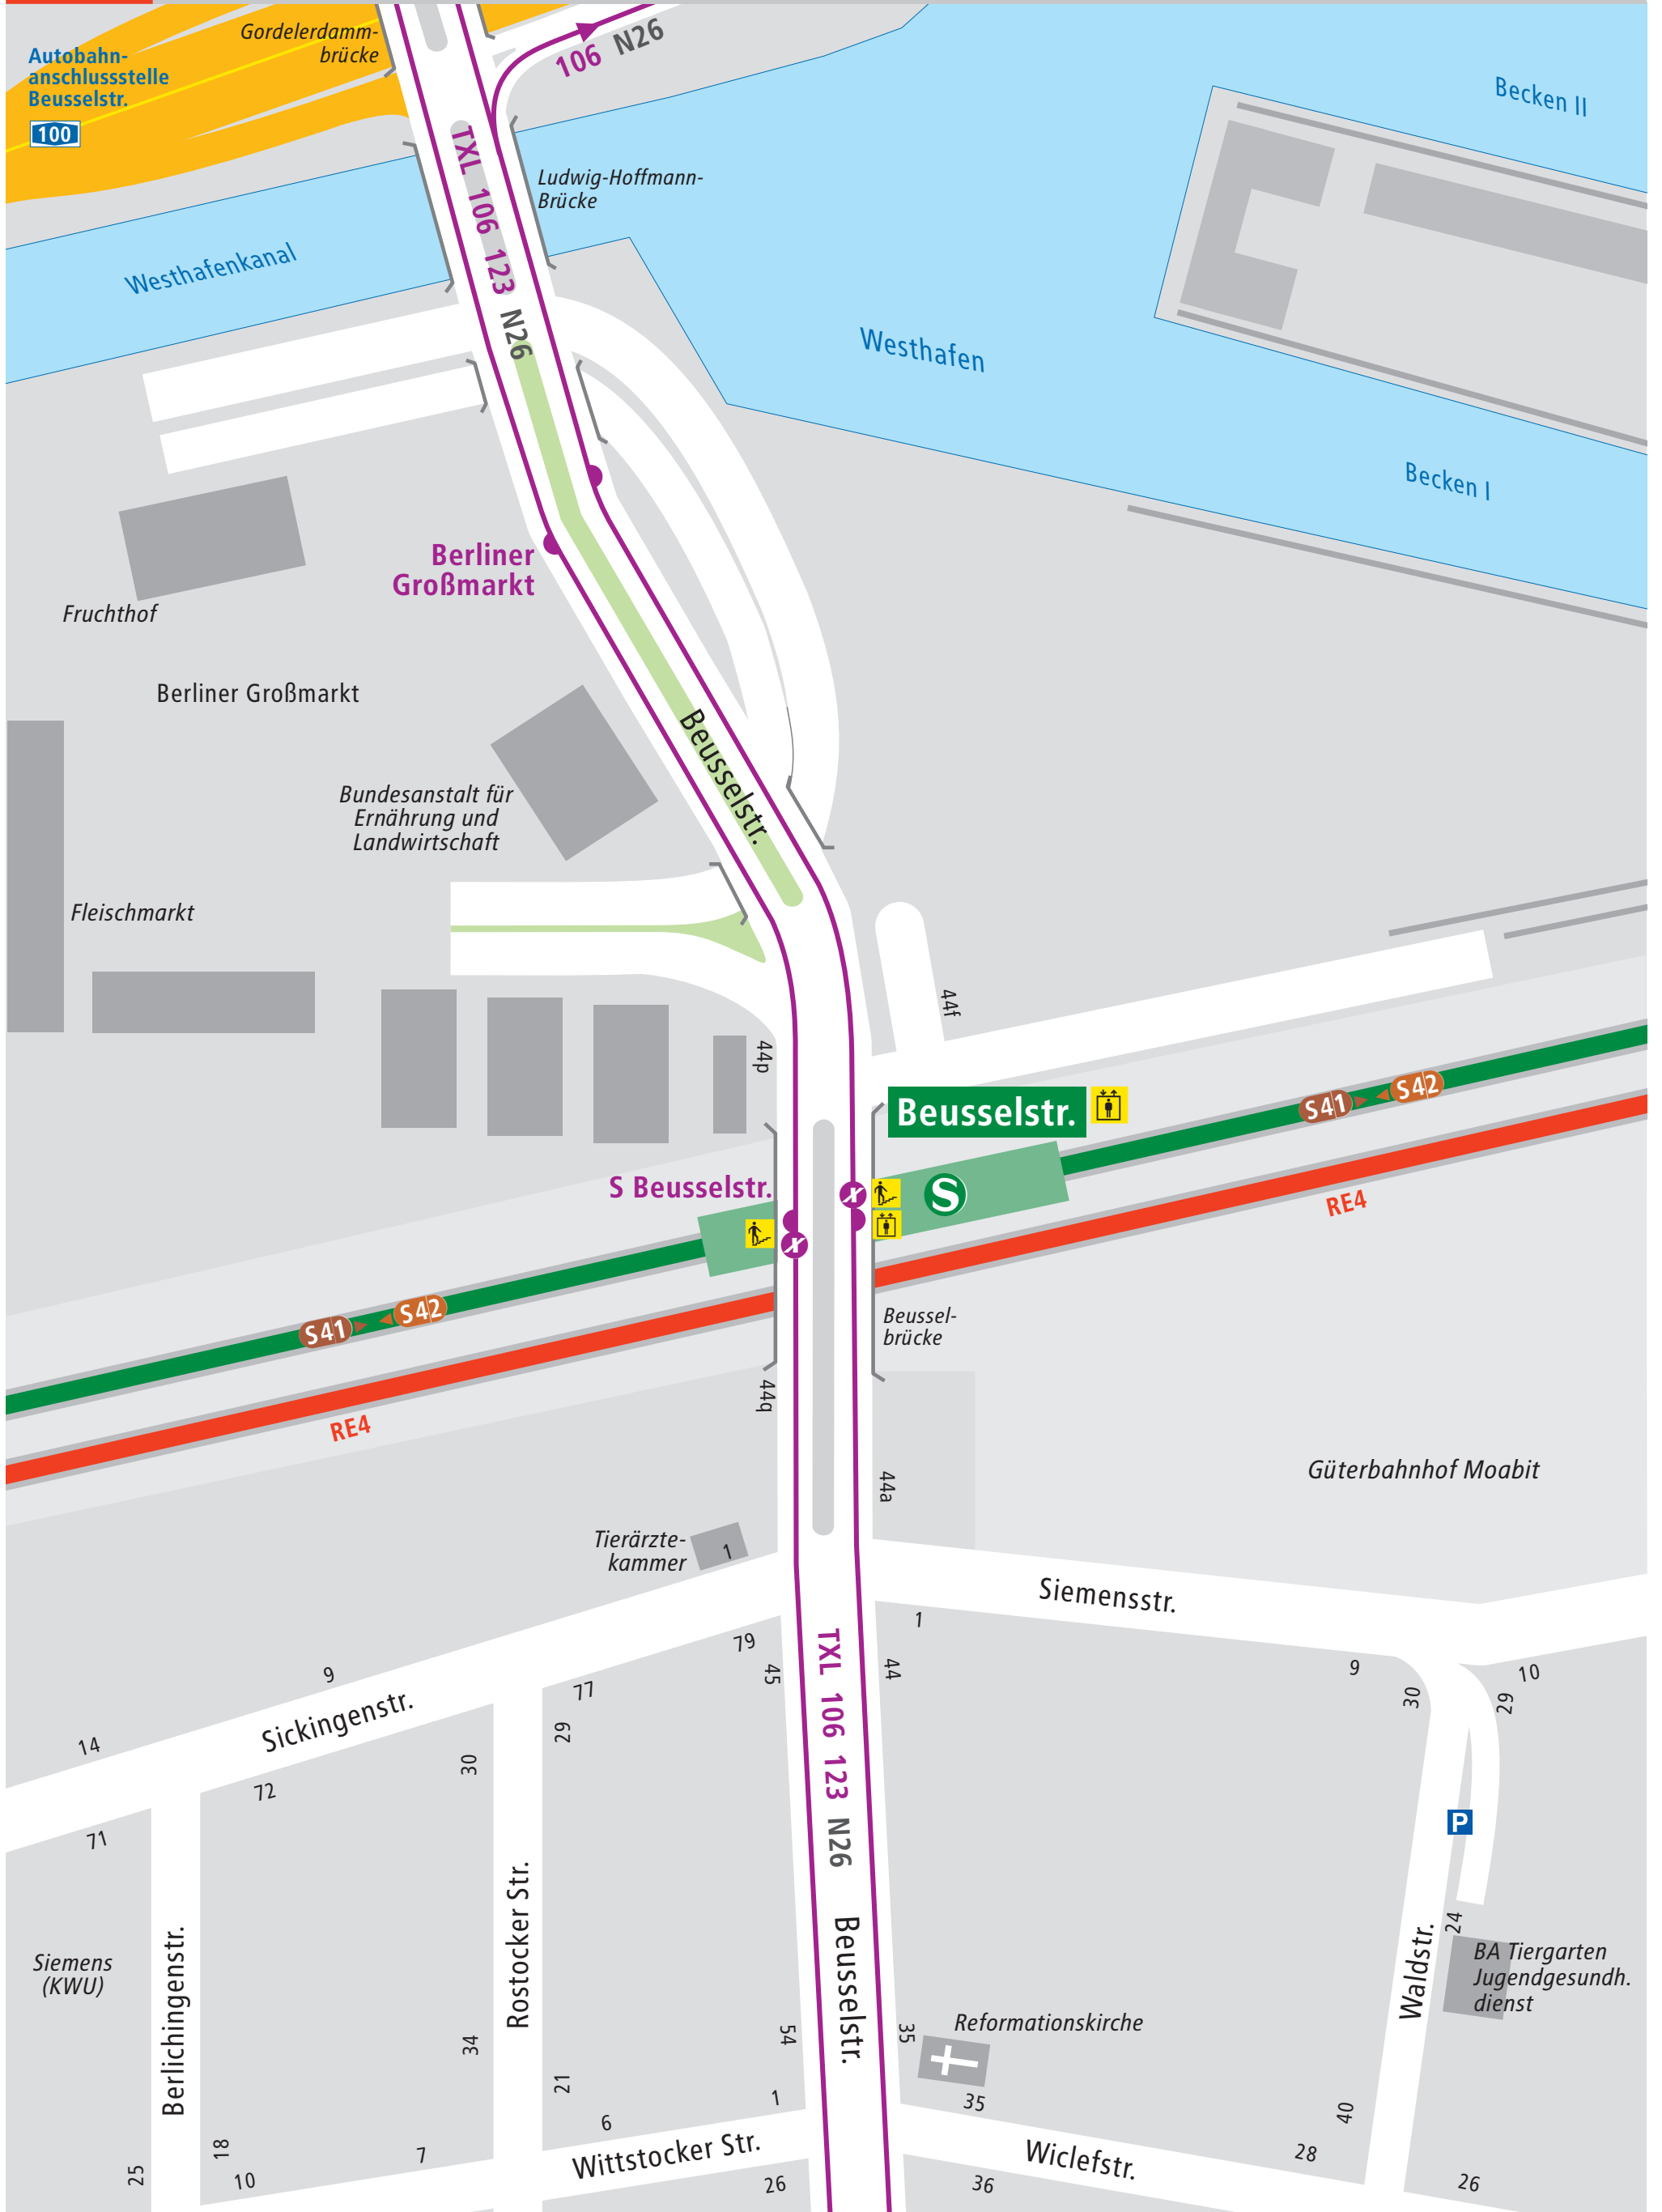 Gordelerdamm-
brücke
106 N26
Autobahn-
anschlussstelle
Beusselstr.
100
Becken II
TXL 106 123 N26
Ludwig-Hoffmann-
Brücke
Westhafenkanal
Westhafen
Becken I
Berliner
Großmarkt
Fruchthof
Berliner Großmarkt
Beusselstr.
Bundesanstalt für
Ernährung und
Landwirtschaft
Fleischmarkt
44f
44p
Beusselstr.
S41
S42
S Beusselstr.
S
RE4
S41
S42
Beussel-
brücke
44q
RE4
44a
Güterbahnhof Moabit
Tierärzte-
kammer
1
Siemensstr.
1
79
45
44
9
10
9
77
30
29
Sickingenstr.
14
29
30
72
71
TXL 106 123 N26
P
Rostocker Str.
Beusselstr.
24
Waldstr.
Berlichingenstr.
Siemens
(KWU)
BA Tiergarten
Jugendgesundh.
dienst
Reformationskirche
54
35
34
21
1
35
40
6
Wittstocker Str.
Wiclefstr.
28
7
18
25
10
26
36
26